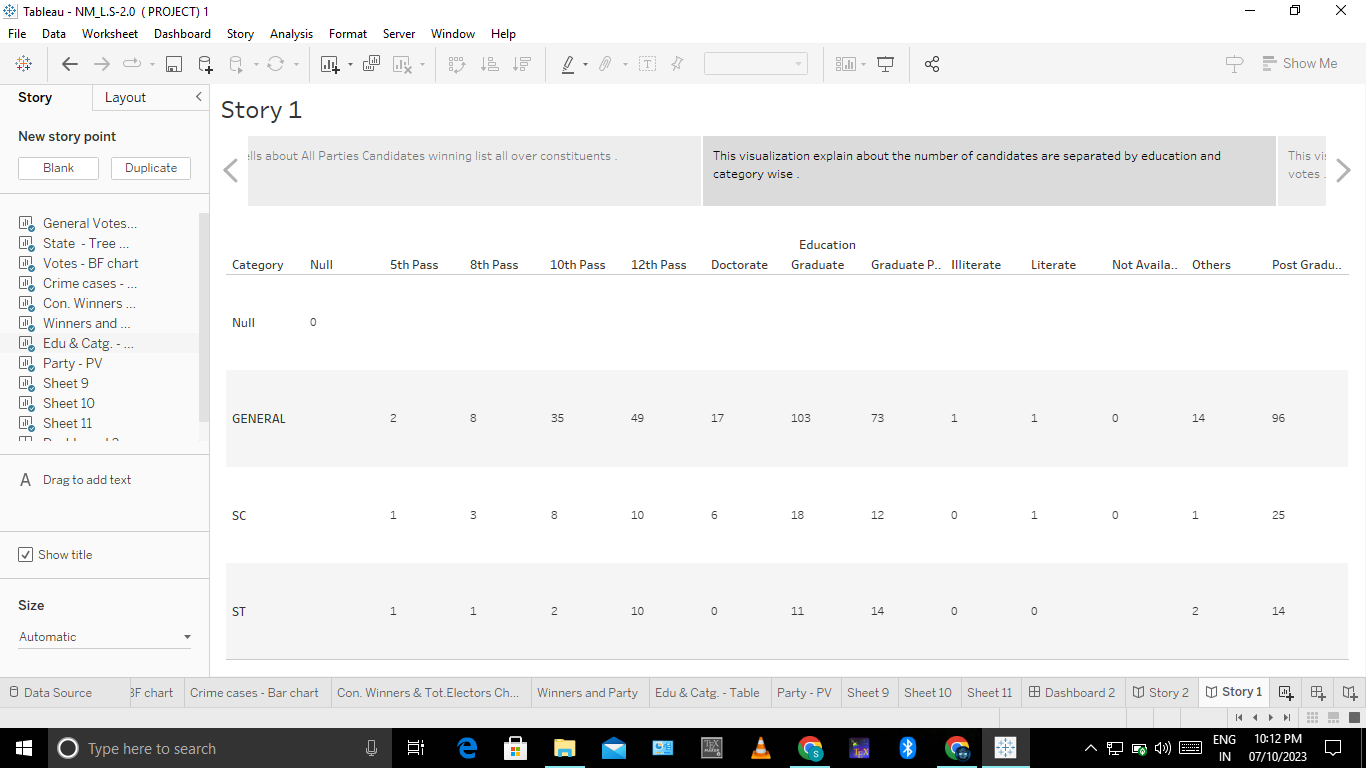 Tableau - NM_L.S-2.0 ( PROJECT) 1
File Data Worksheet Dashboard Story Analysis Format Server Window Help
Show Me
Story Layout
New story point
Blank Duplicate
General Votes...
State - Tree ...
Votes - BF chart
Crime cases - ...
Con. Winners ...
Winners and ...
Edu & Catg. - ...
Party - PV
Sheet 9
Sheet 10
Sheet 11
A Drag to add text
Show title
Size
Automatic
Story 1
ells about All Parties Candidates winning list all over constituents .
This visualization explain about the number of candidates are separated by education and
category wise .
This vi
votes .
Education
Category Null 5th Pass 8th Pass 10th Pass 12th Pass Doctorate Graduate Graduate P.. Illiterate Literate Not Availa.. Others Post Gradu..
Null 0
GENERAL 2 8 35 49 17 103 73 1 1 0 14 96
SC 1 3 8 10 6 18 12 0 1 0 1 25
ST 1 1 2 10 0 11 14 0 0 2 14
Data Source BF chart Crime cases - Bar chart Con. Winners & Tot.Electors Ch... Winners and Party Edu & Catg. - Table Party - PV Sheet 9 Sheet 10 Sheet 11 Dashboard 2 Story 2 Story 1
Type here to search
ENG
IN
10:12 PM
07/10/2023